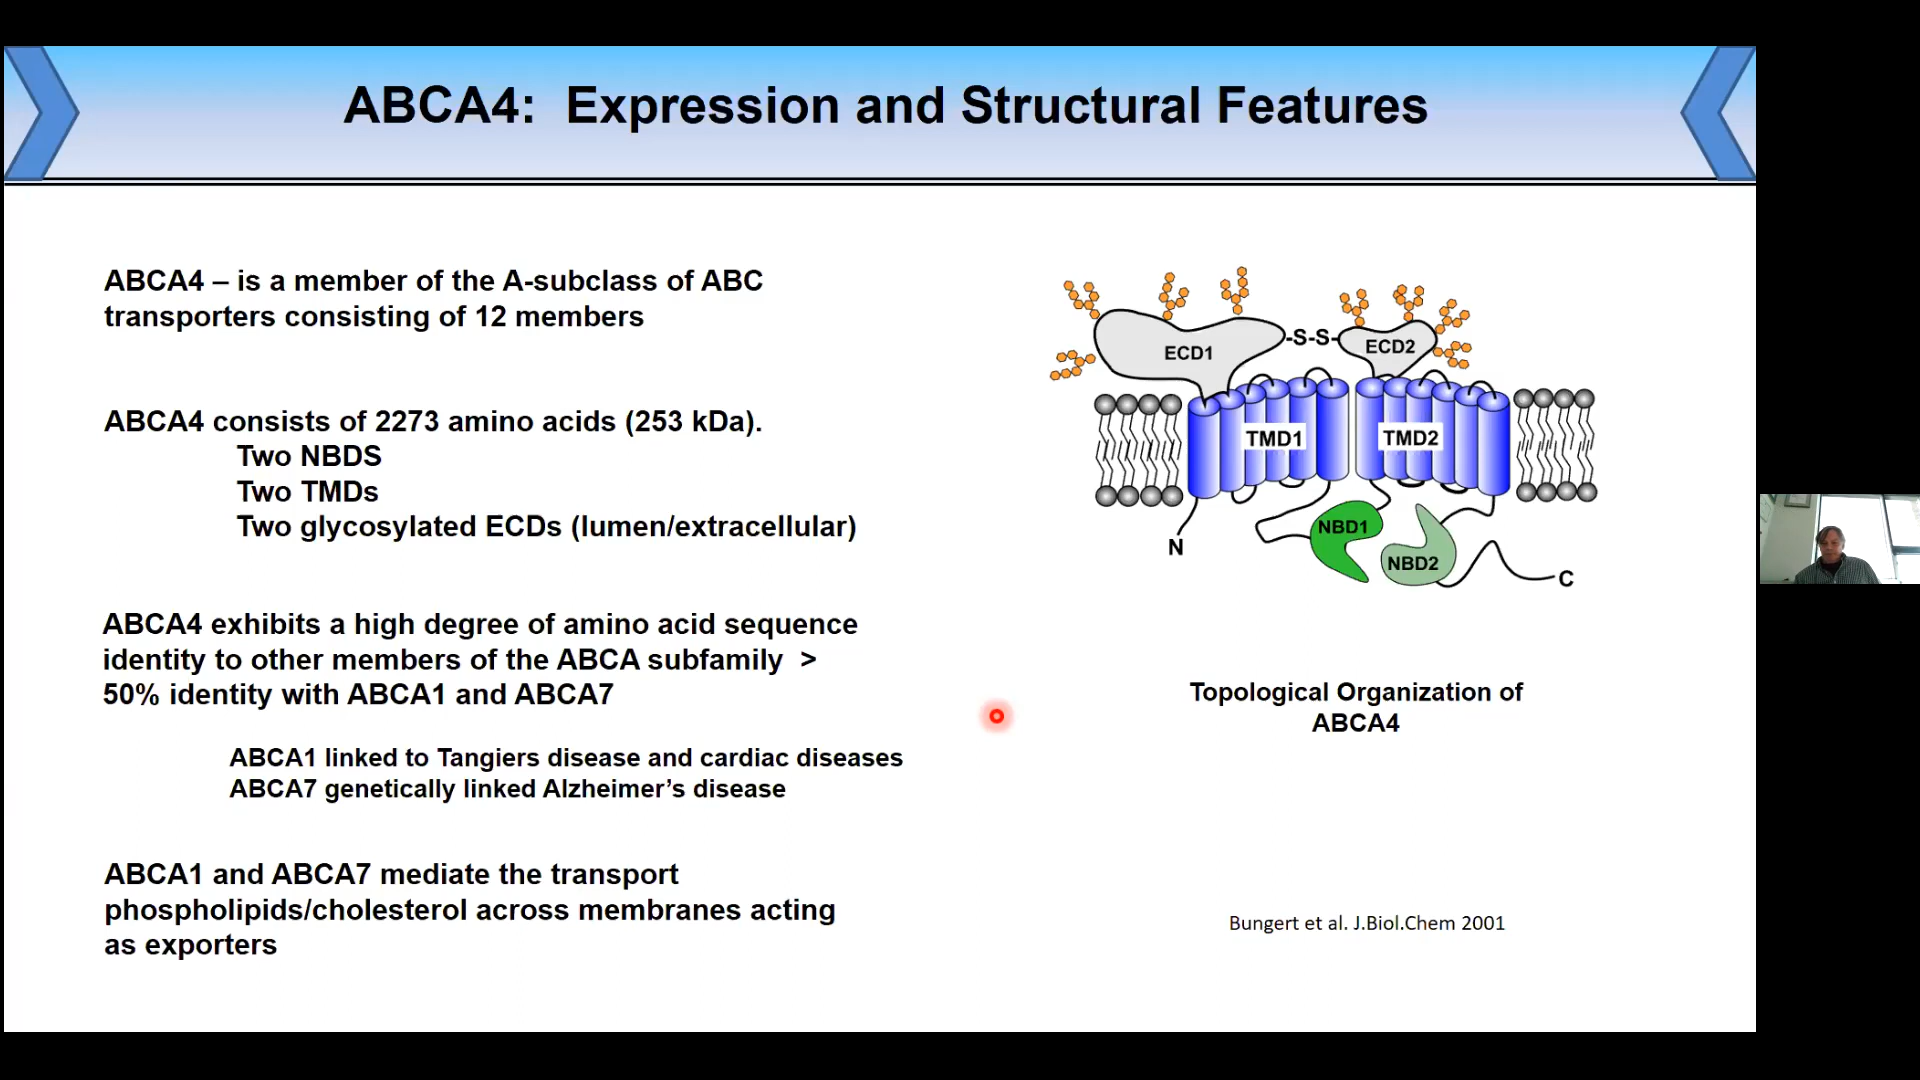 ABCA4: Expression and Structural Features
ABCA4 – is a member of the A-subclass of ABC
transporters consisting of 12 members
ABCA4 consists of 2273 amino acids (253 kDa).
Two NBDS
Two TMDs
Two glycosylated ECDs (lumen/extracellular)
ABCA4 exhibits a high degree of amino acid sequence
identity to other members of the ABCA subfamily >
50% identity with ABCA1 and ABCA7
ABCA1 linked to Tangiers disease and cardiac diseases
ABCA7 genetically linked Alzheimer’s disease
ABCA1 and ABCA7 mediate the transport
phospholipids/cholesterol across membranes acting
as exporters
ECD1
-S-S-
ECD2
TMD1
TMD2
NBD1
NBD2
N
C
Topological Organization of
ABCA4
Bungert et al. J.Biol.Chem 2001